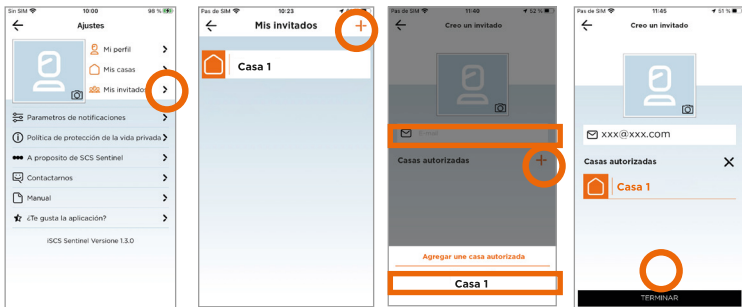 Sin SIM 10:00 98 %
Ajustes
Mi perfil
Mis casas
Mis invitados
Parametros de notificaciones
Política de protección de la vida privada
A proposito de SCS Sentinel
Contactarnos
Manual
¿Te gusta la aplicación?
iSCS Sentinel Versione 1.3.0
Pas de SIM 10:23
Mis invitados
Casa 1
Pas de SIM 11:40 52 %
Creo un invitado
E-mail
Casas autorizadas
Agregar une casa autorizada
Casa 1
Pas de SIM 11:45 51 %
Creo un invitado
xxx@xxx.com
Casas autorizadas
Casa 1
TERMINAR